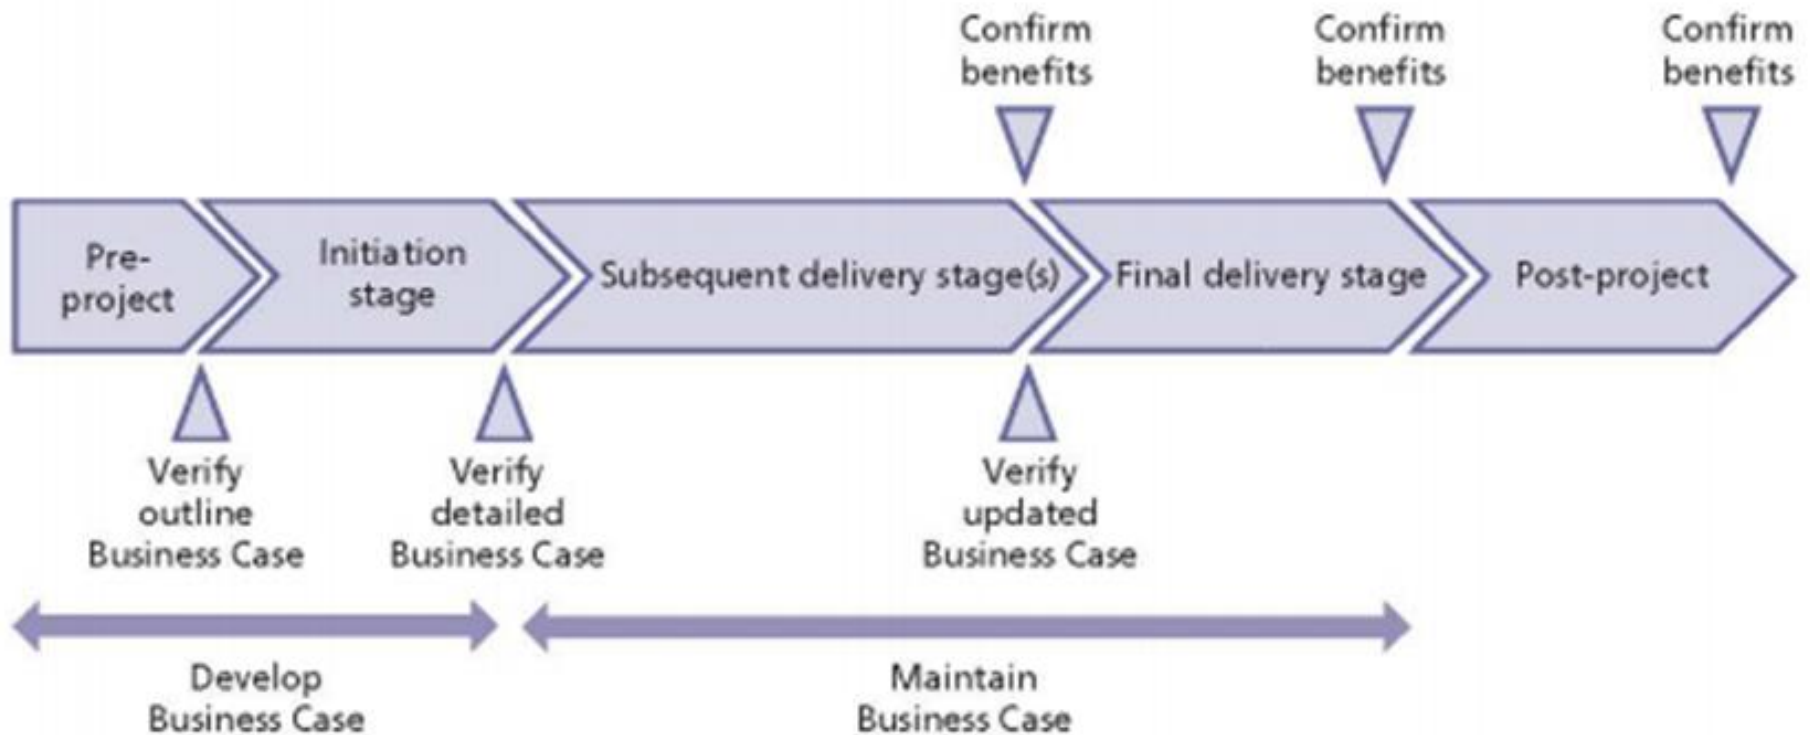 Confirm
benefits
Confirm
benefits
Confirm
benefits
Pre-
project
Initiation
stage
Subsequent delivery stage(s)
Final delivery stage
Post-project
Verify
outline
Business Case
Verify
detailed
Business Case
Verify
updated
Business Case
Develop
Business Case
Maintain
Business Case